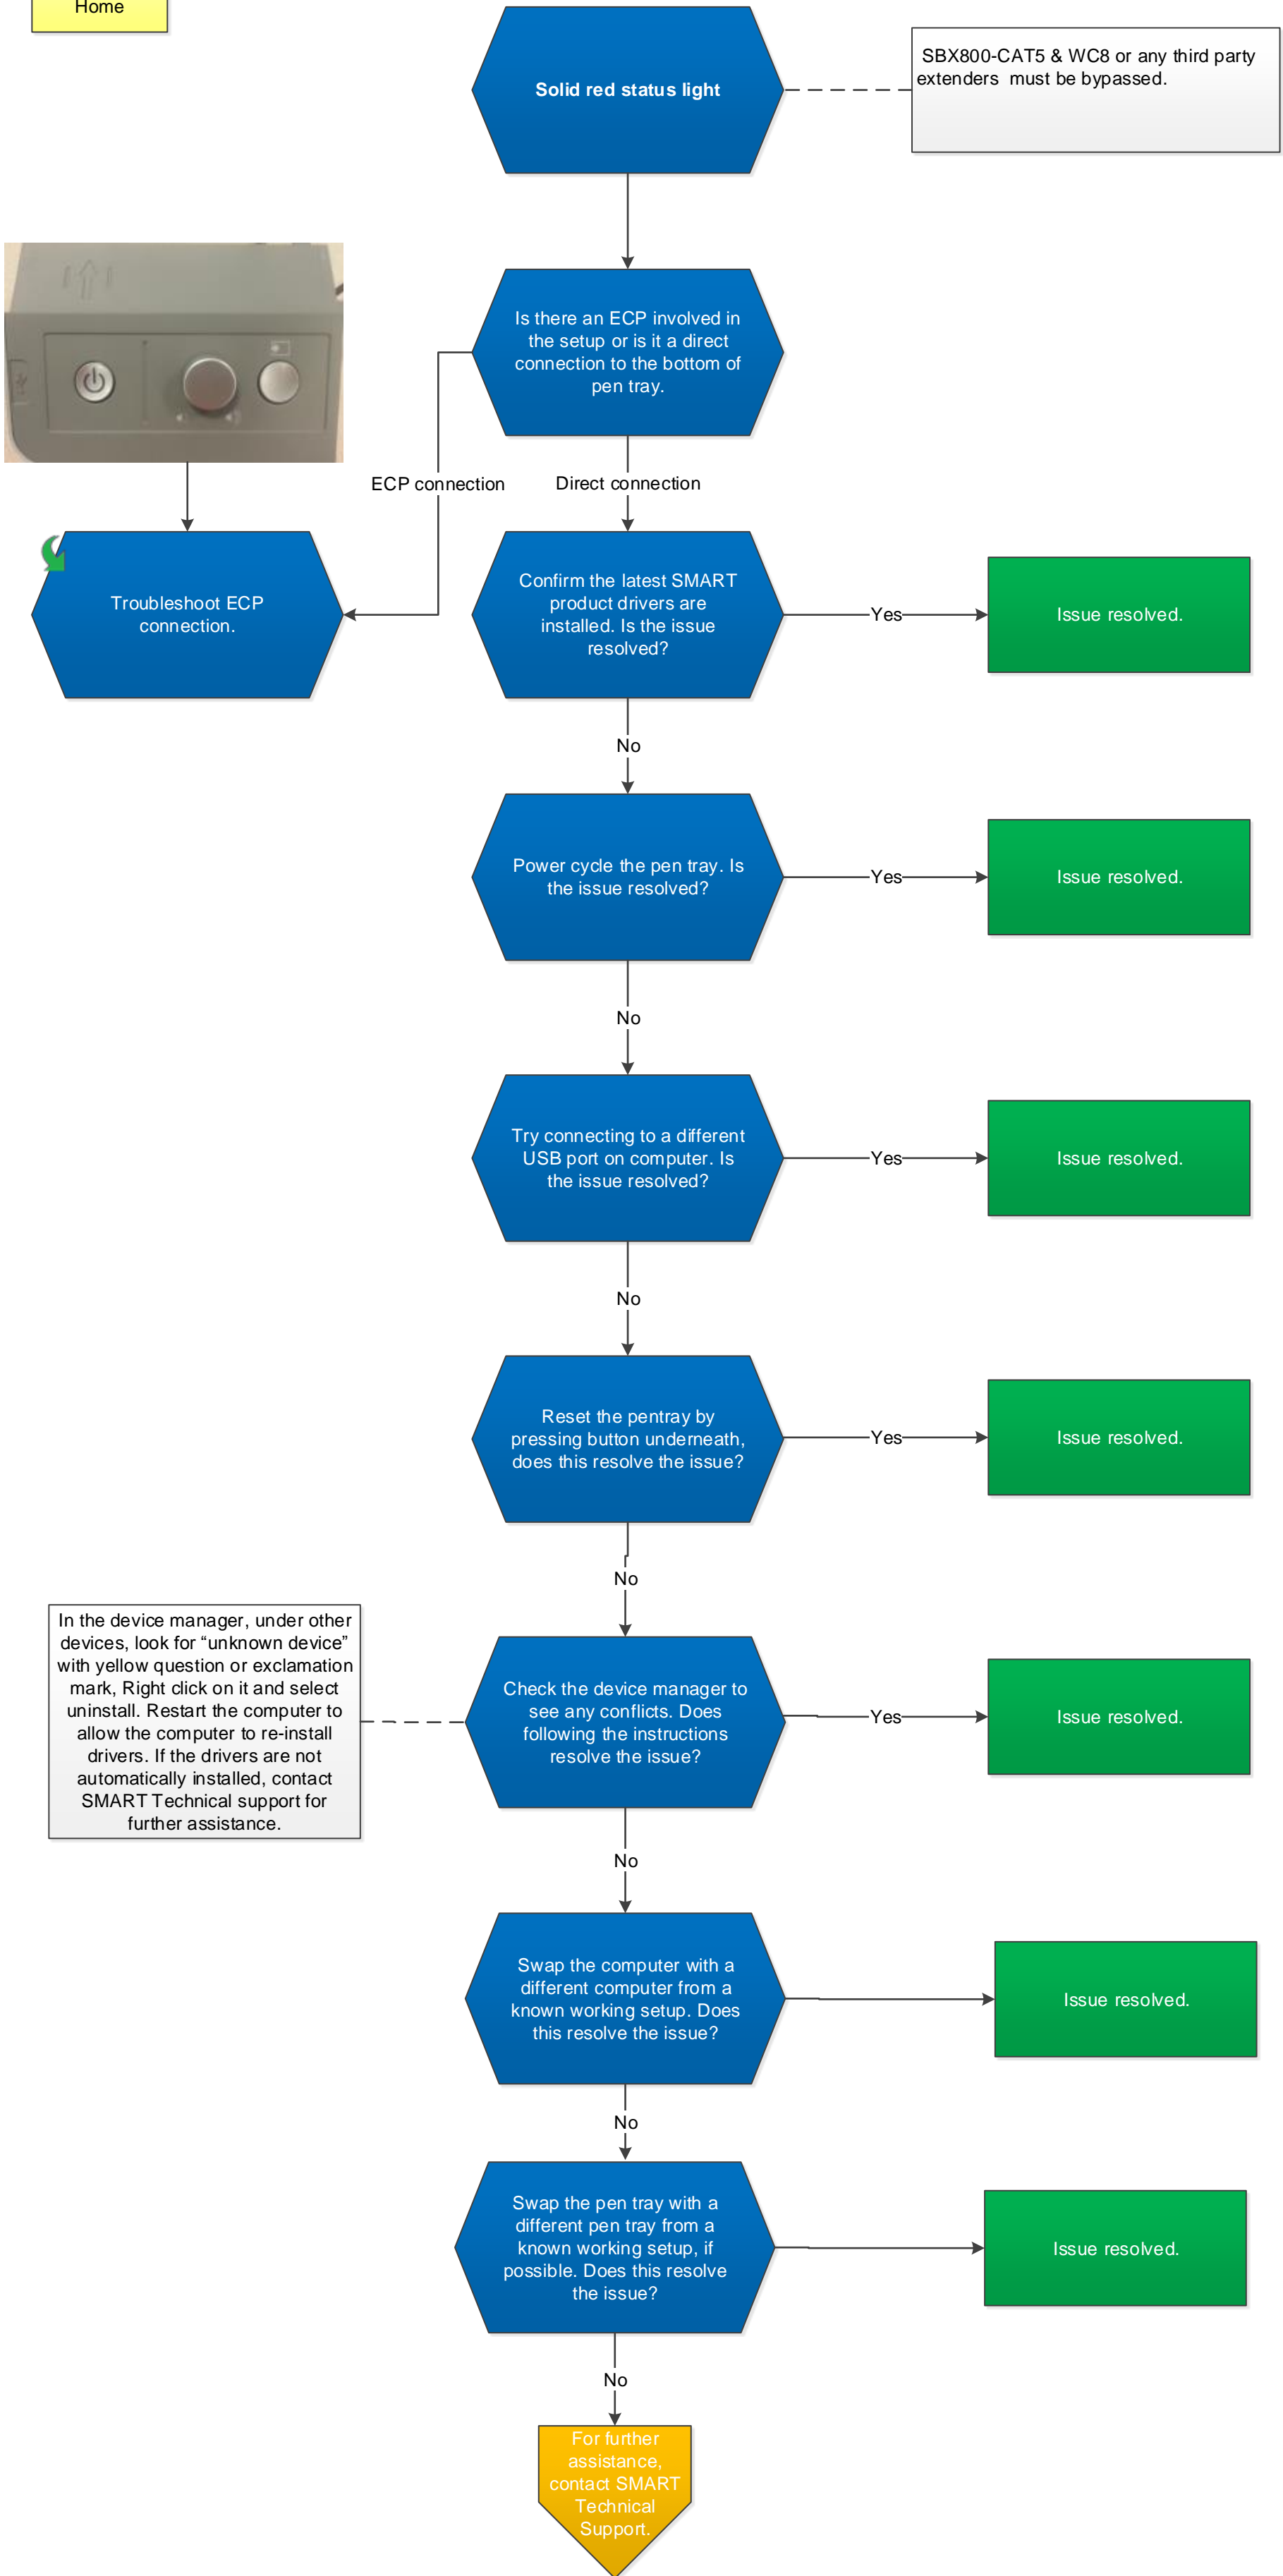 Home
Solid red status light
SBX800-CAT5 & WC8 or any third party
extenders must be bypassed.
Is there an ECP involved in
the setup or is it a direct
connection to the bottom of
pen tray.
ECP connection
Direct connection
Troubleshoot ECP
connection.
Confirm the latest SMART
product drivers are
installed. Is the issue
resolved?
Yes
Issue resolved.
No
Power cycle the pen tray. Is
the issue resolved?
Yes
Issue resolved.
No
Try connecting to a different
USB port on computer. Is
the issue resolved?
Yes
Issue resolved.
No
Reset the pentray by
pressing button underneath,
does this resolve the issue?
Yes
Issue resolved.
No
In the device manager, under other
devices, look for “unknown device”
with yellow question or exclamation
mark, Right click on it and select
uninstall. Restart the computer to
allow the computer to re-install
drivers. If the drivers are not
automatically installed, contact
SMART Technical support for
further assistance.
Check the device manager to
see any conflicts. Does
following the instructions
resolve the issue?
Yes
Issue resolved.
No
Swap the computer with a
different computer from a
known working setup. Does
this resolve the issue?
Issue resolved.
No
Swap the pen tray with a
different pen tray from a
known working setup, if
possible. Does this resolve
the issue?
Issue resolved.
No
For further
assistance,
contact SMART
Technical
Support.